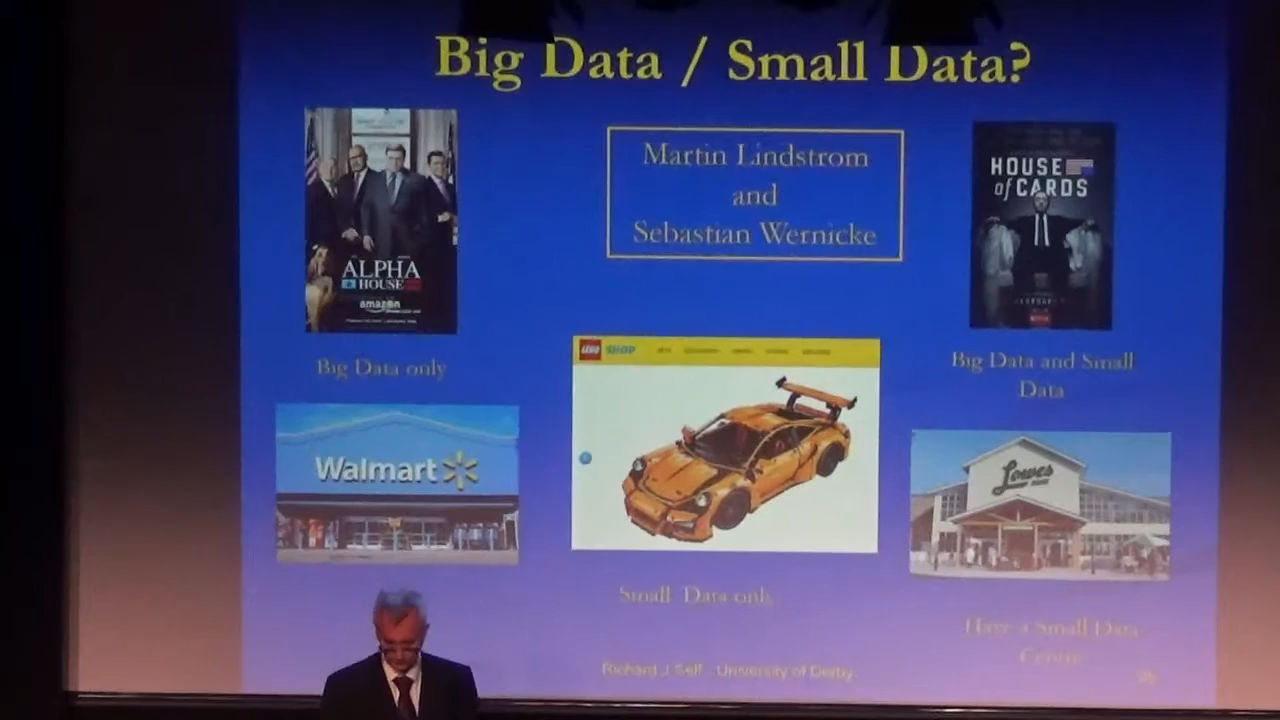 Big Data / Small Data?
Martin Lindstrom
and
Sebastian Wernicke
ALPHA
HOUSE
amazon
HOUSE
of CARDS
Big Data only
Big Data and Small
Data
LEGO SHOP
Walmart
Lowes
Small Data only
Have a Small Data
Centre
Richard J Self - University of Derby